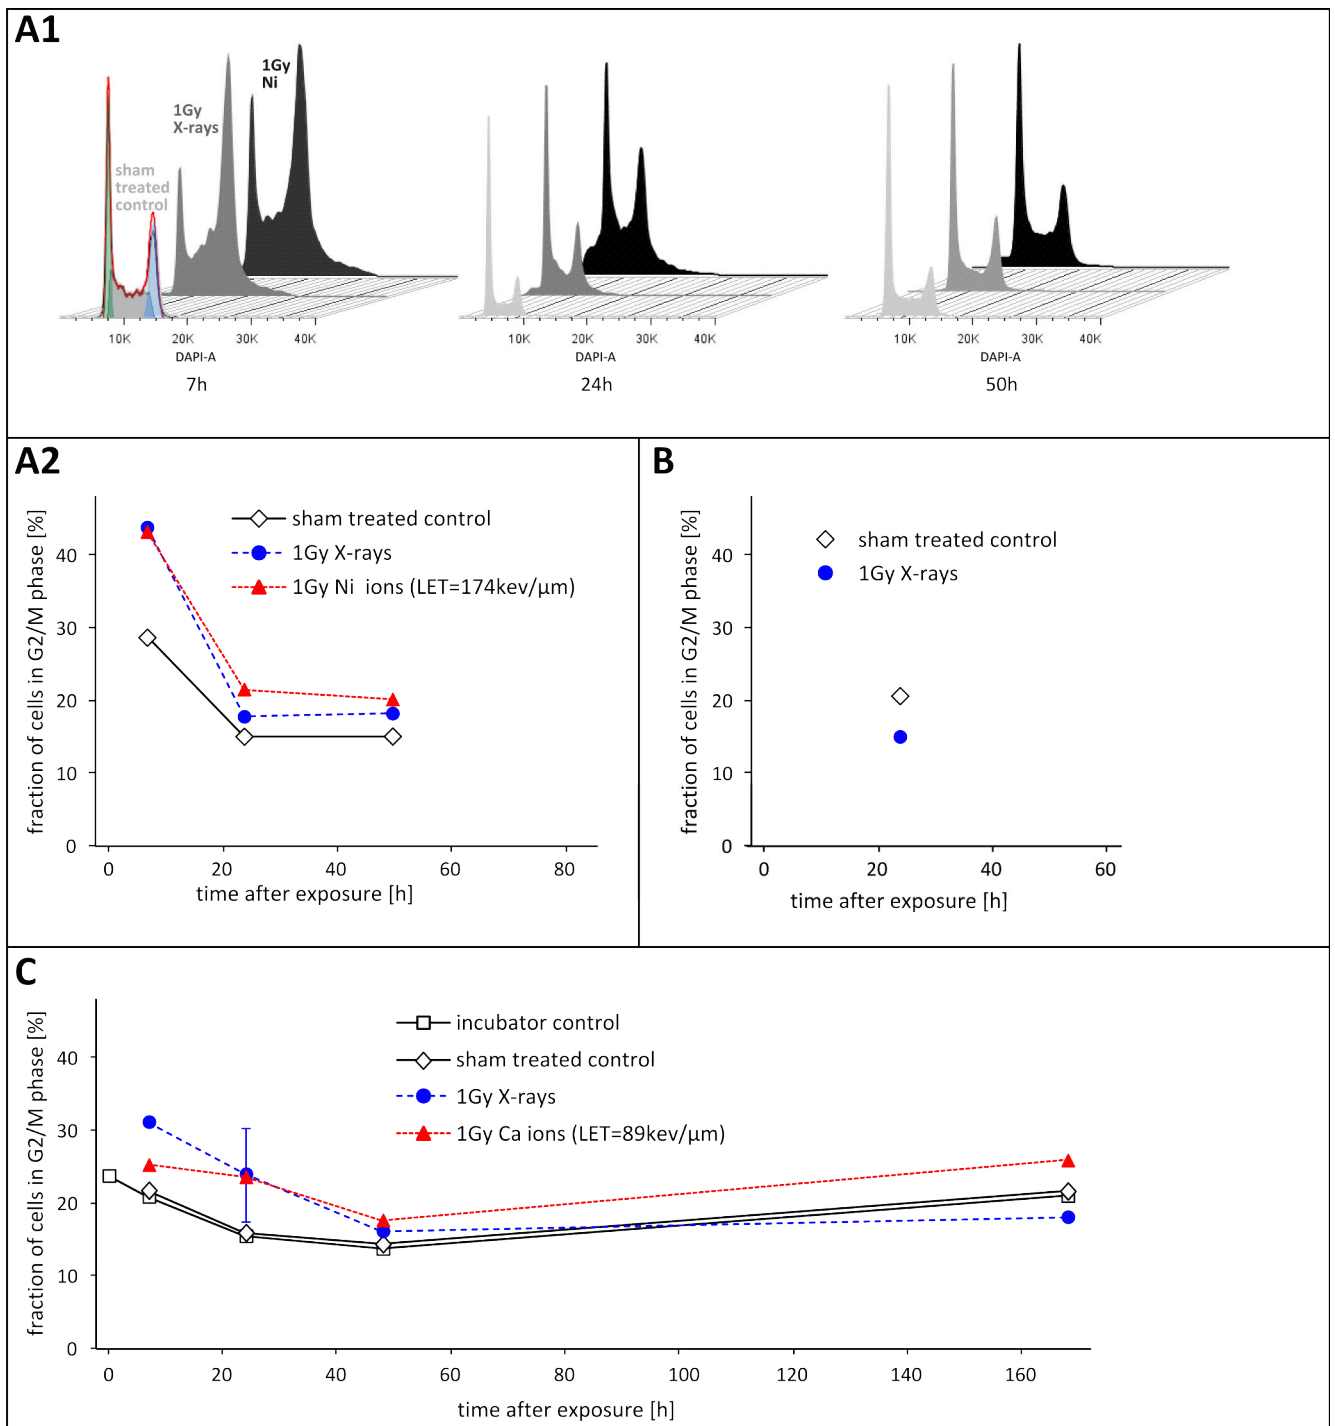 A1
1Gy
Ni
1Gy
X-rays
sham
treated
control
10K 20K 30K 40K
DAPI-A
7h
10K 20K 30K 40K
DAPI-A
24h
10K 20K 30K 40K
DAPI-A
50h
A2
fraction of cells in G2/M phase [%]
40
30
20
10
0
sham treated control
1Gy X-rays
1Gy Ni ions (LET=174kev/μm)
0 20 40 60 80
time after exposure [h]
B
fraction of cells in G2/M phase [%]
40
30
20
10
0
sham treated control
1Gy X-rays
0 20 40 60
time after exposure [h]
C
fraction of cells in G2/M phase [%]
40
30
20
10
0
incubator control
sham treated control
1Gy X-rays
1Gy Ca ions (LET=89kev/μm)
0 20 40 60 80 100 120 140 160
time after exposure [h]